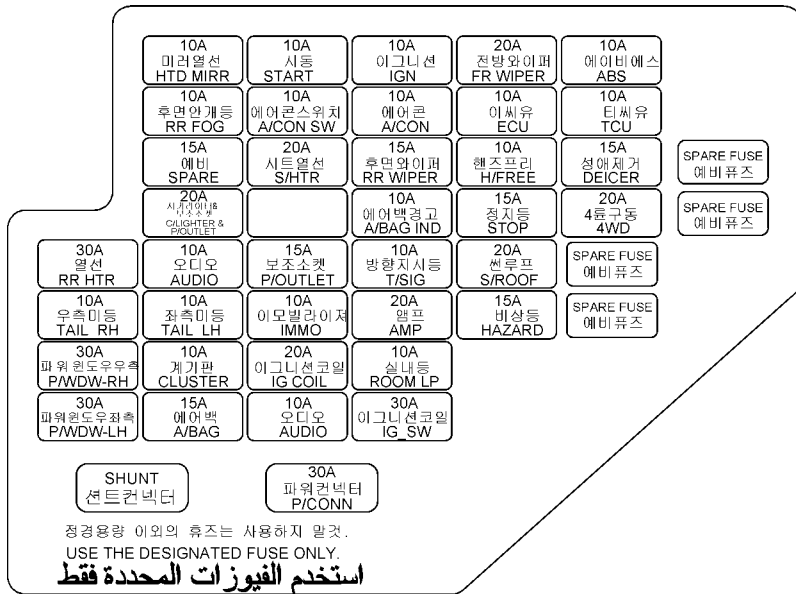 10A 10A 10A 20A 10A
미러열선 시동 이그니션 전방와이퍼 에이비에스
HTD MIRR START IGN FR WIPER ABS
10A 10A 10A 10A 10A
후면안개등 에어콘스위치 에어콘 이씨유 티씨유
RR FOG A/CON SW A/CON ECU TCU
15A 20A 15A 10A 15A
예비 시트열선 후면와이퍼 핸즈프리 성애제거
SPARE S/HTR RR WIPER H/FREE DEICER
SPARE FUSE
예비퓨즈
20A 10A 15A 20A
시가라이터&
보조소켓 에어백경고 정지등 4륜구동
C/LIGHTER &
P/OUTLET A/BAG IND STOP 4WD
SPARE FUSE
예비퓨즈
30A 10A 15A 10A 20A
열선 오디오 보조소켓 방향지시등 썬루프
RR HTR AUDIO P/OUTLET T/SIG S/ROOF
SPARE FUSE
예비퓨즈
10A 10A 10A 20A 15A
우측미등 좌측미등 이모빌라이져 앰프 비상등
TAIL RH TAIL LH IMMO AMP HAZARD
SPARE FUSE
예비퓨즈
30A 10A 20A 10A
파워윈도우우측 계기판 이그니션코일 실내등
P/WDW-RH CLUSTER IG COIL ROOM LP
30A 15A 10A 30A
파워윈도우좌측 에어백 오디오 이그니션코일
P/WDW-LH A/BAG AUDIO IG_SW
SHUNT
션트컨넥터
30A
파워컨넥터
P/CONN
정경용량 이외의 휴즈는 사용하지 말것.
USE THE DESIGNATED FUSE ONLY.
استخدم الفيوزات المحددة فقط